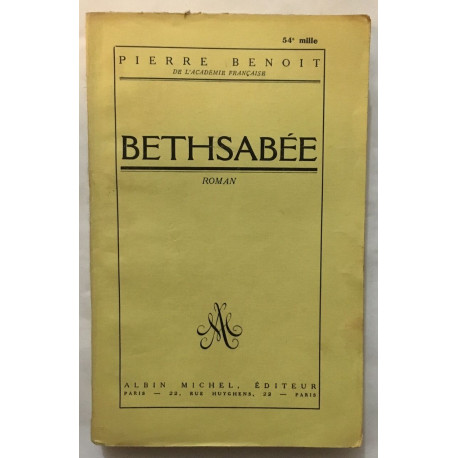 54e mille
PIERRE BENOIT
DE L'ACADÉMIE FRANÇAISE
BETHSABÉE
ROMAN
AM
ALBIN MICHEL, ÉDITEUR
PARIS — 22, RUE HUYGHENS, 22 — PARIS